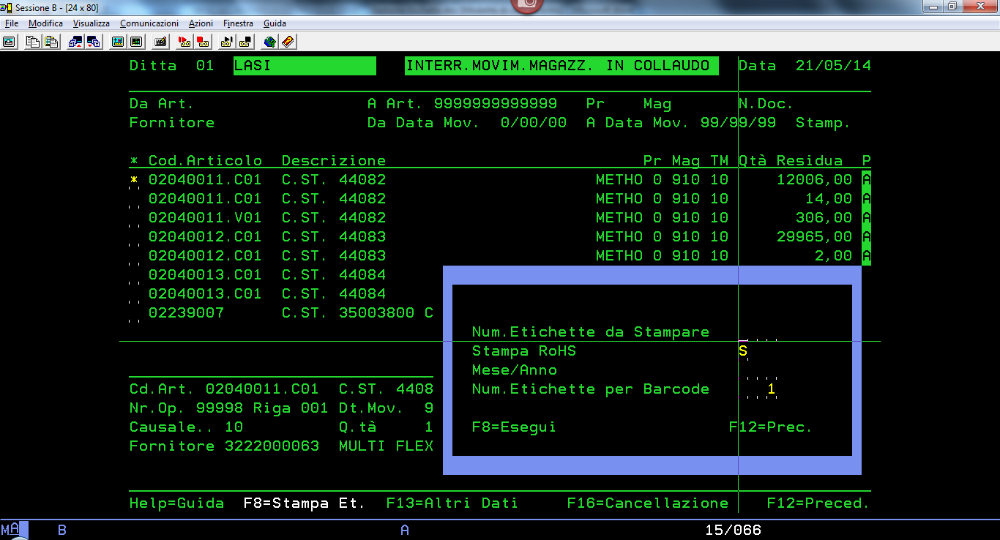 Sessione B - [24 x 80]
File Modifica Visualizza Comunicazioni Azioni Finestra Guida
Ditta 01 LASI INTERR.MOVIM.MAGAZZ. IN COLLAUDO Data 21/05/14
Da Art. A Art. 9999999999999 Pr Mag N.Doc.
Fornitore Da Data Mov. 0/00/00 A Data Mov. 99/99/99 Stamp.
* Cod.Articolo Descrizione Pr Mag TM Qtà Residua P
* 02040011.C01 C.ST. 44082 METHO 0 910 10 12006,00 A
02040011.C01 C.ST. 44082 METHO 0 910 10 14,00 A
02040011.V01 C.ST. 44082 METHO 0 910 10 306,00 A
02040012.C01 C.ST. 44083 METHO 0 910 10 29965,00 A
02040012.C01 C.ST. 44083 METHO 0 910 10 2,00 A
02040013.C01 C.ST. 44084
02040013.C01 C.ST. 44084
02239007 C.ST. 35003800 C
Num.Etichette da Stampare
Stampa RoHS S
Mese/Anno
Num.Etichette per Barcode 1
F8=Esegui F12=Prec.
Cd.Art. 02040011.C01 C.ST. 4408
Nr.Op. 99998 Riga 001 Dt.Mov. 9
Causale.. 10 Q.tà 1
Fornitore 3222000063 MULTI FLEX
Help=Guida F8=Stampa Et. F13=Altri Dati F16=Cancellazione F12=Preced.
MA B A 15/066